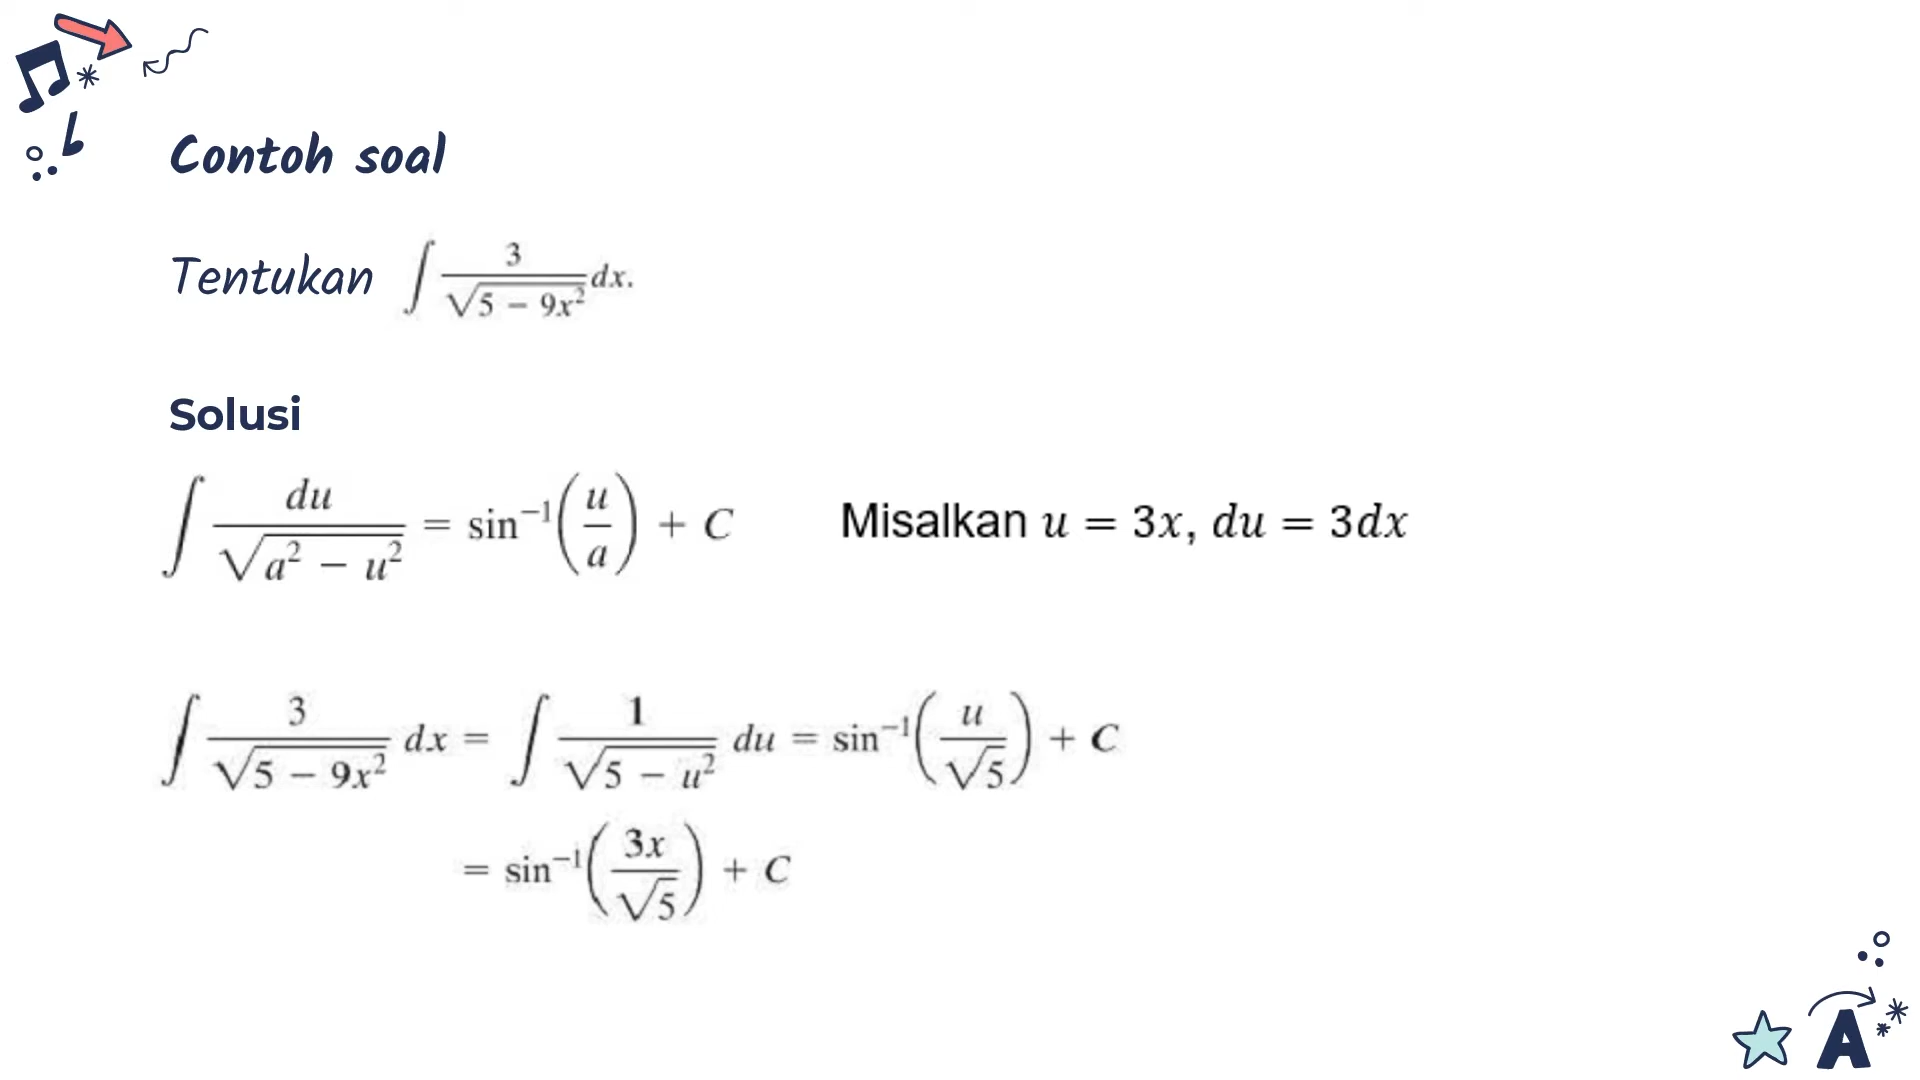 Contoh soal
Tentukan ∫ 3/√(5 − 9x²) dx.
Solusi
∫ du/√(a² − u²) = sin⁻¹(u/a) + C Misalkan u = 3x, du = 3dx
∫ 3/√(5 − 9x²) dx = ∫ 1/√(5 − u²) du = sin⁻¹(u/√5) + C
= sin⁻¹(3x/√5) + C
A